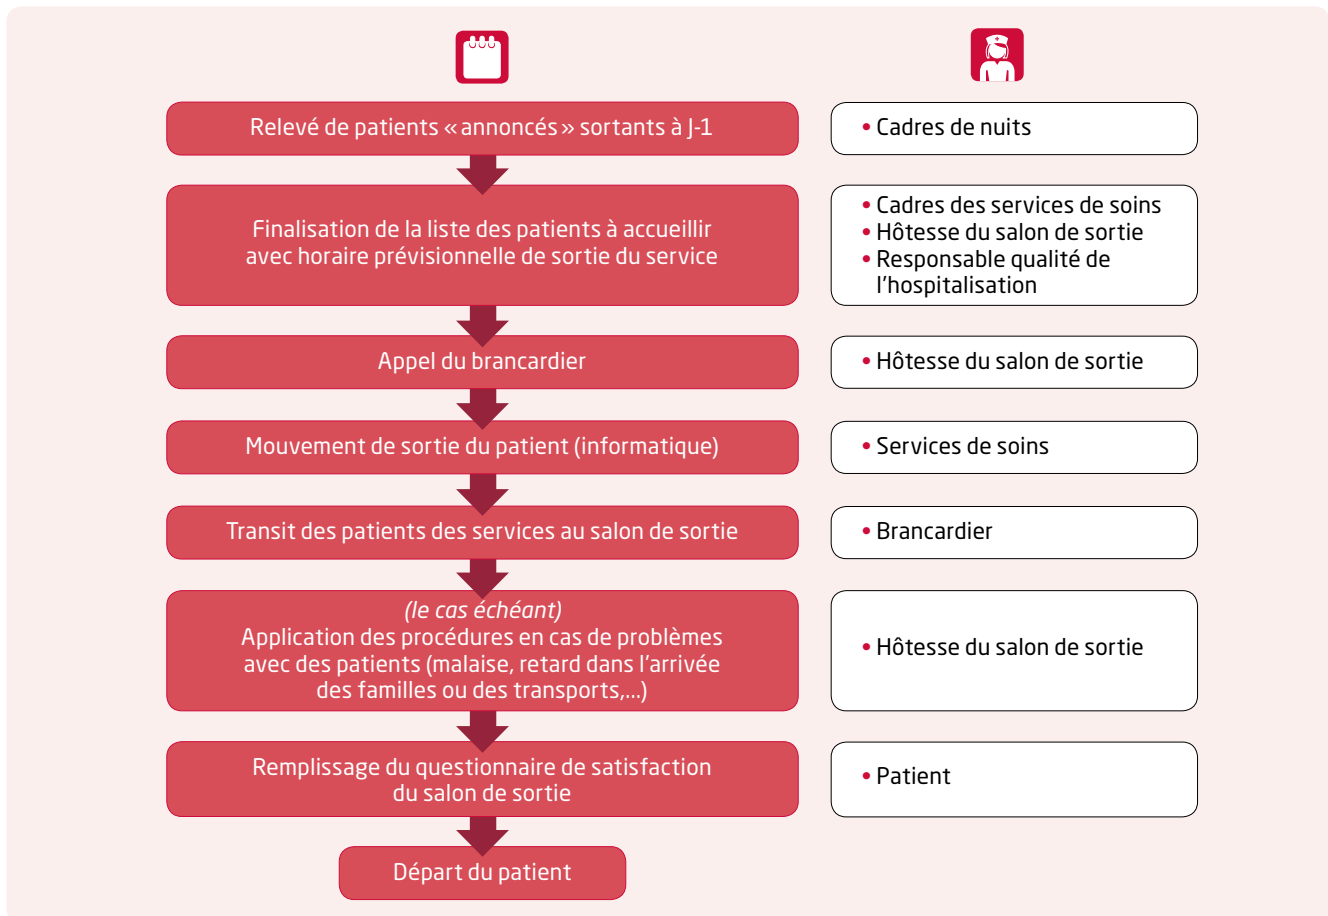 Relevé de patients « annoncés » sortants à J-1
• Cadres de nuits
Finalisation de la liste des patients à accueillir
avec horaire prévisionnelle de sortie du service
• Cadres des services de soins
• Hôtesse du salon de sortie
• Responsable qualité de
l'hospitalisation
Appel du brancardier
• Hôtesse du salon de sortie
Mouvement de sortie du patient (informatique)
• Services de soins
Transit des patients des services au salon de sortie
• Brancardier
(le cas échéant)
Application des procédures en cas de problèmes
avec des patients (malaise, retard dans l'arrivée
des familles ou des transports,...)
• Hôtesse du salon de sortie
Remplissage du questionnaire de satisfaction
du salon de sortie
• Patient
Départ du patient